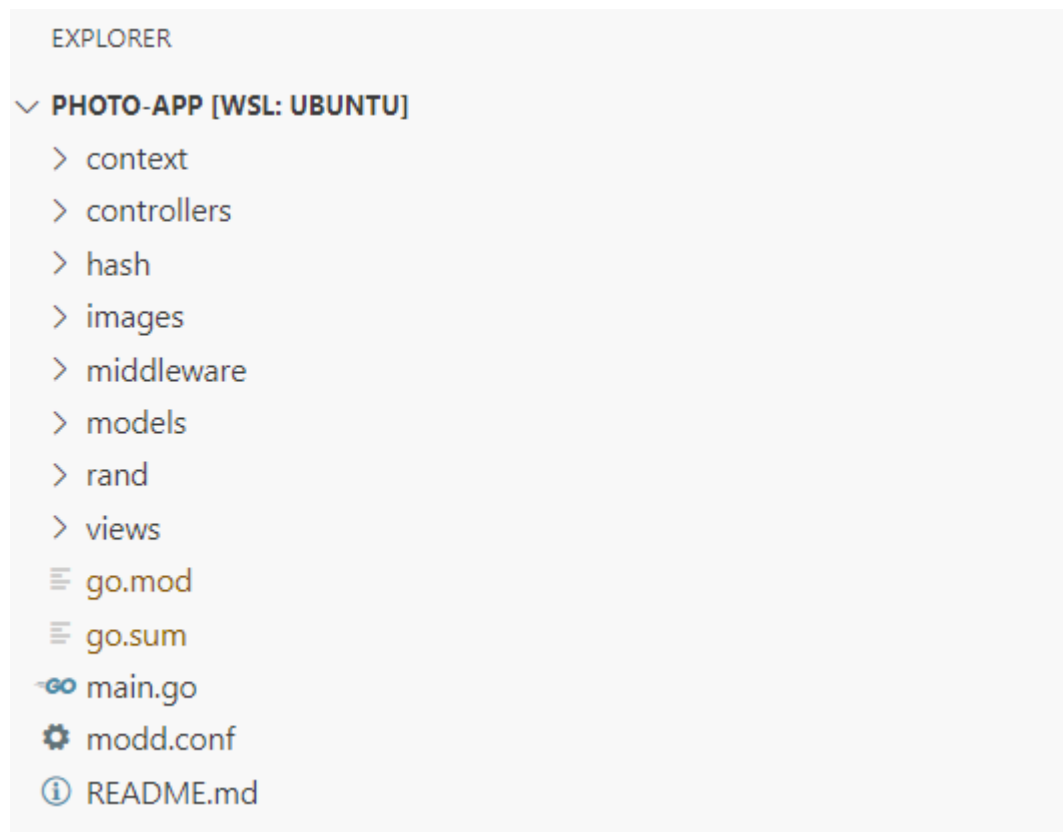 EXPLORER
PHOTO-APP [WSL: UBUNTU]
context
controllers
hash
images
middleware
models
rand
views
go.mod
go.sum
GO main.go
modd.conf
README.md